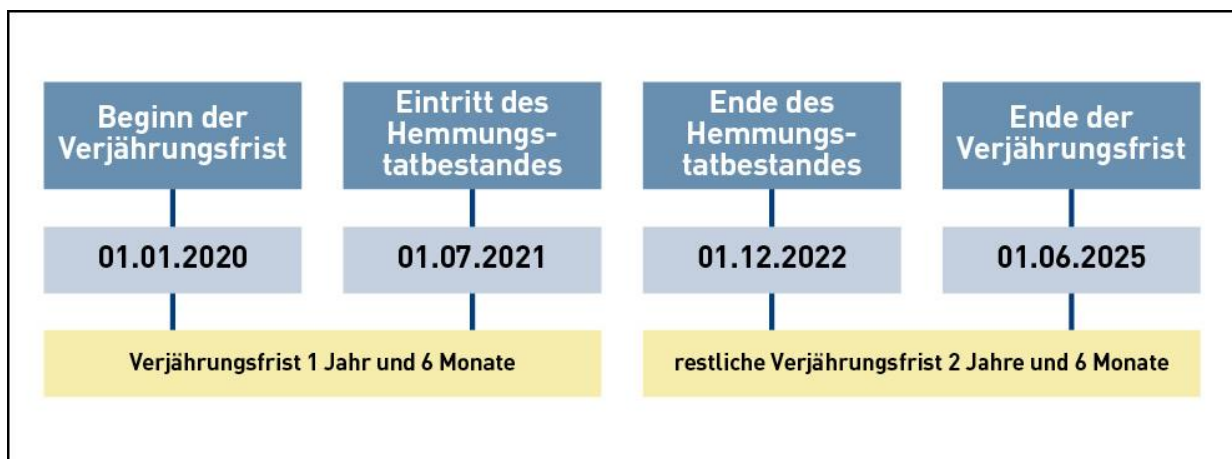 Beginn der
Verjährungsfrist
Eintritt des
Hemmungs-
tatbestandes
Ende des
Hemmungs-
tatbestandes
Ende der
Verjährungsfrist
01.01.2020
01.07.2021
01.12.2022
01.06.2025
Verjährungsfrist 1 Jahr und 6 Monate
restliche Verjährungsfrist 2 Jahre und 6 Monate